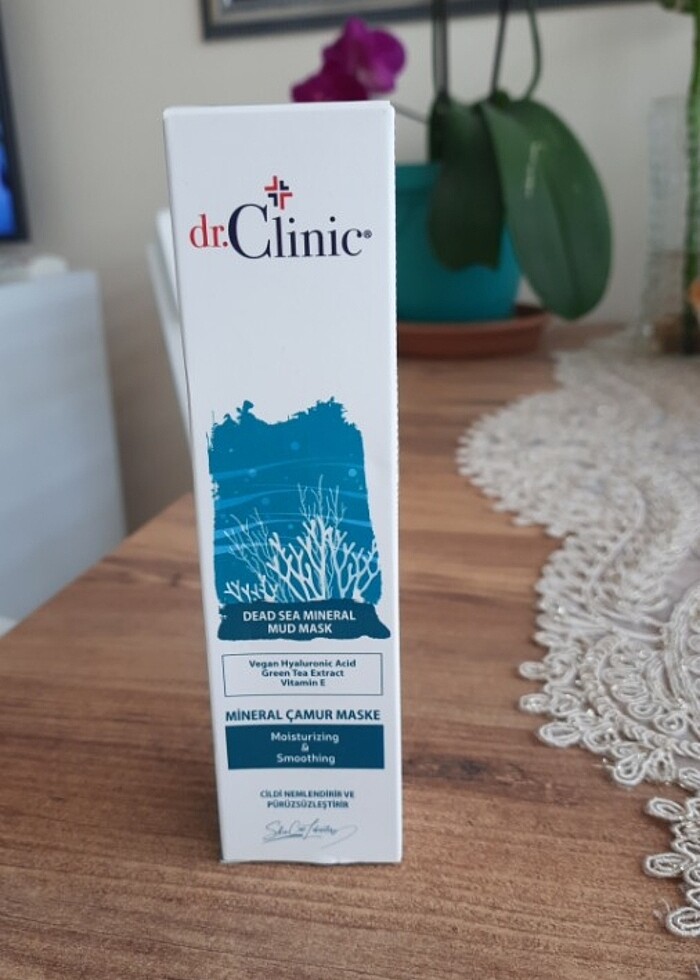 dr.Clinic®
DEAD SEA MINERAL
MUD MASK
Vegan Hyaluronic Acid
Green Tea Extract
Vitamin E
MİNERAL ÇAMUR MASKE
Moisturizing
&
Smoothing
CİLDİ NEMLENDİRİR VE
PÜRÜZSÜZLEŞTİRİR